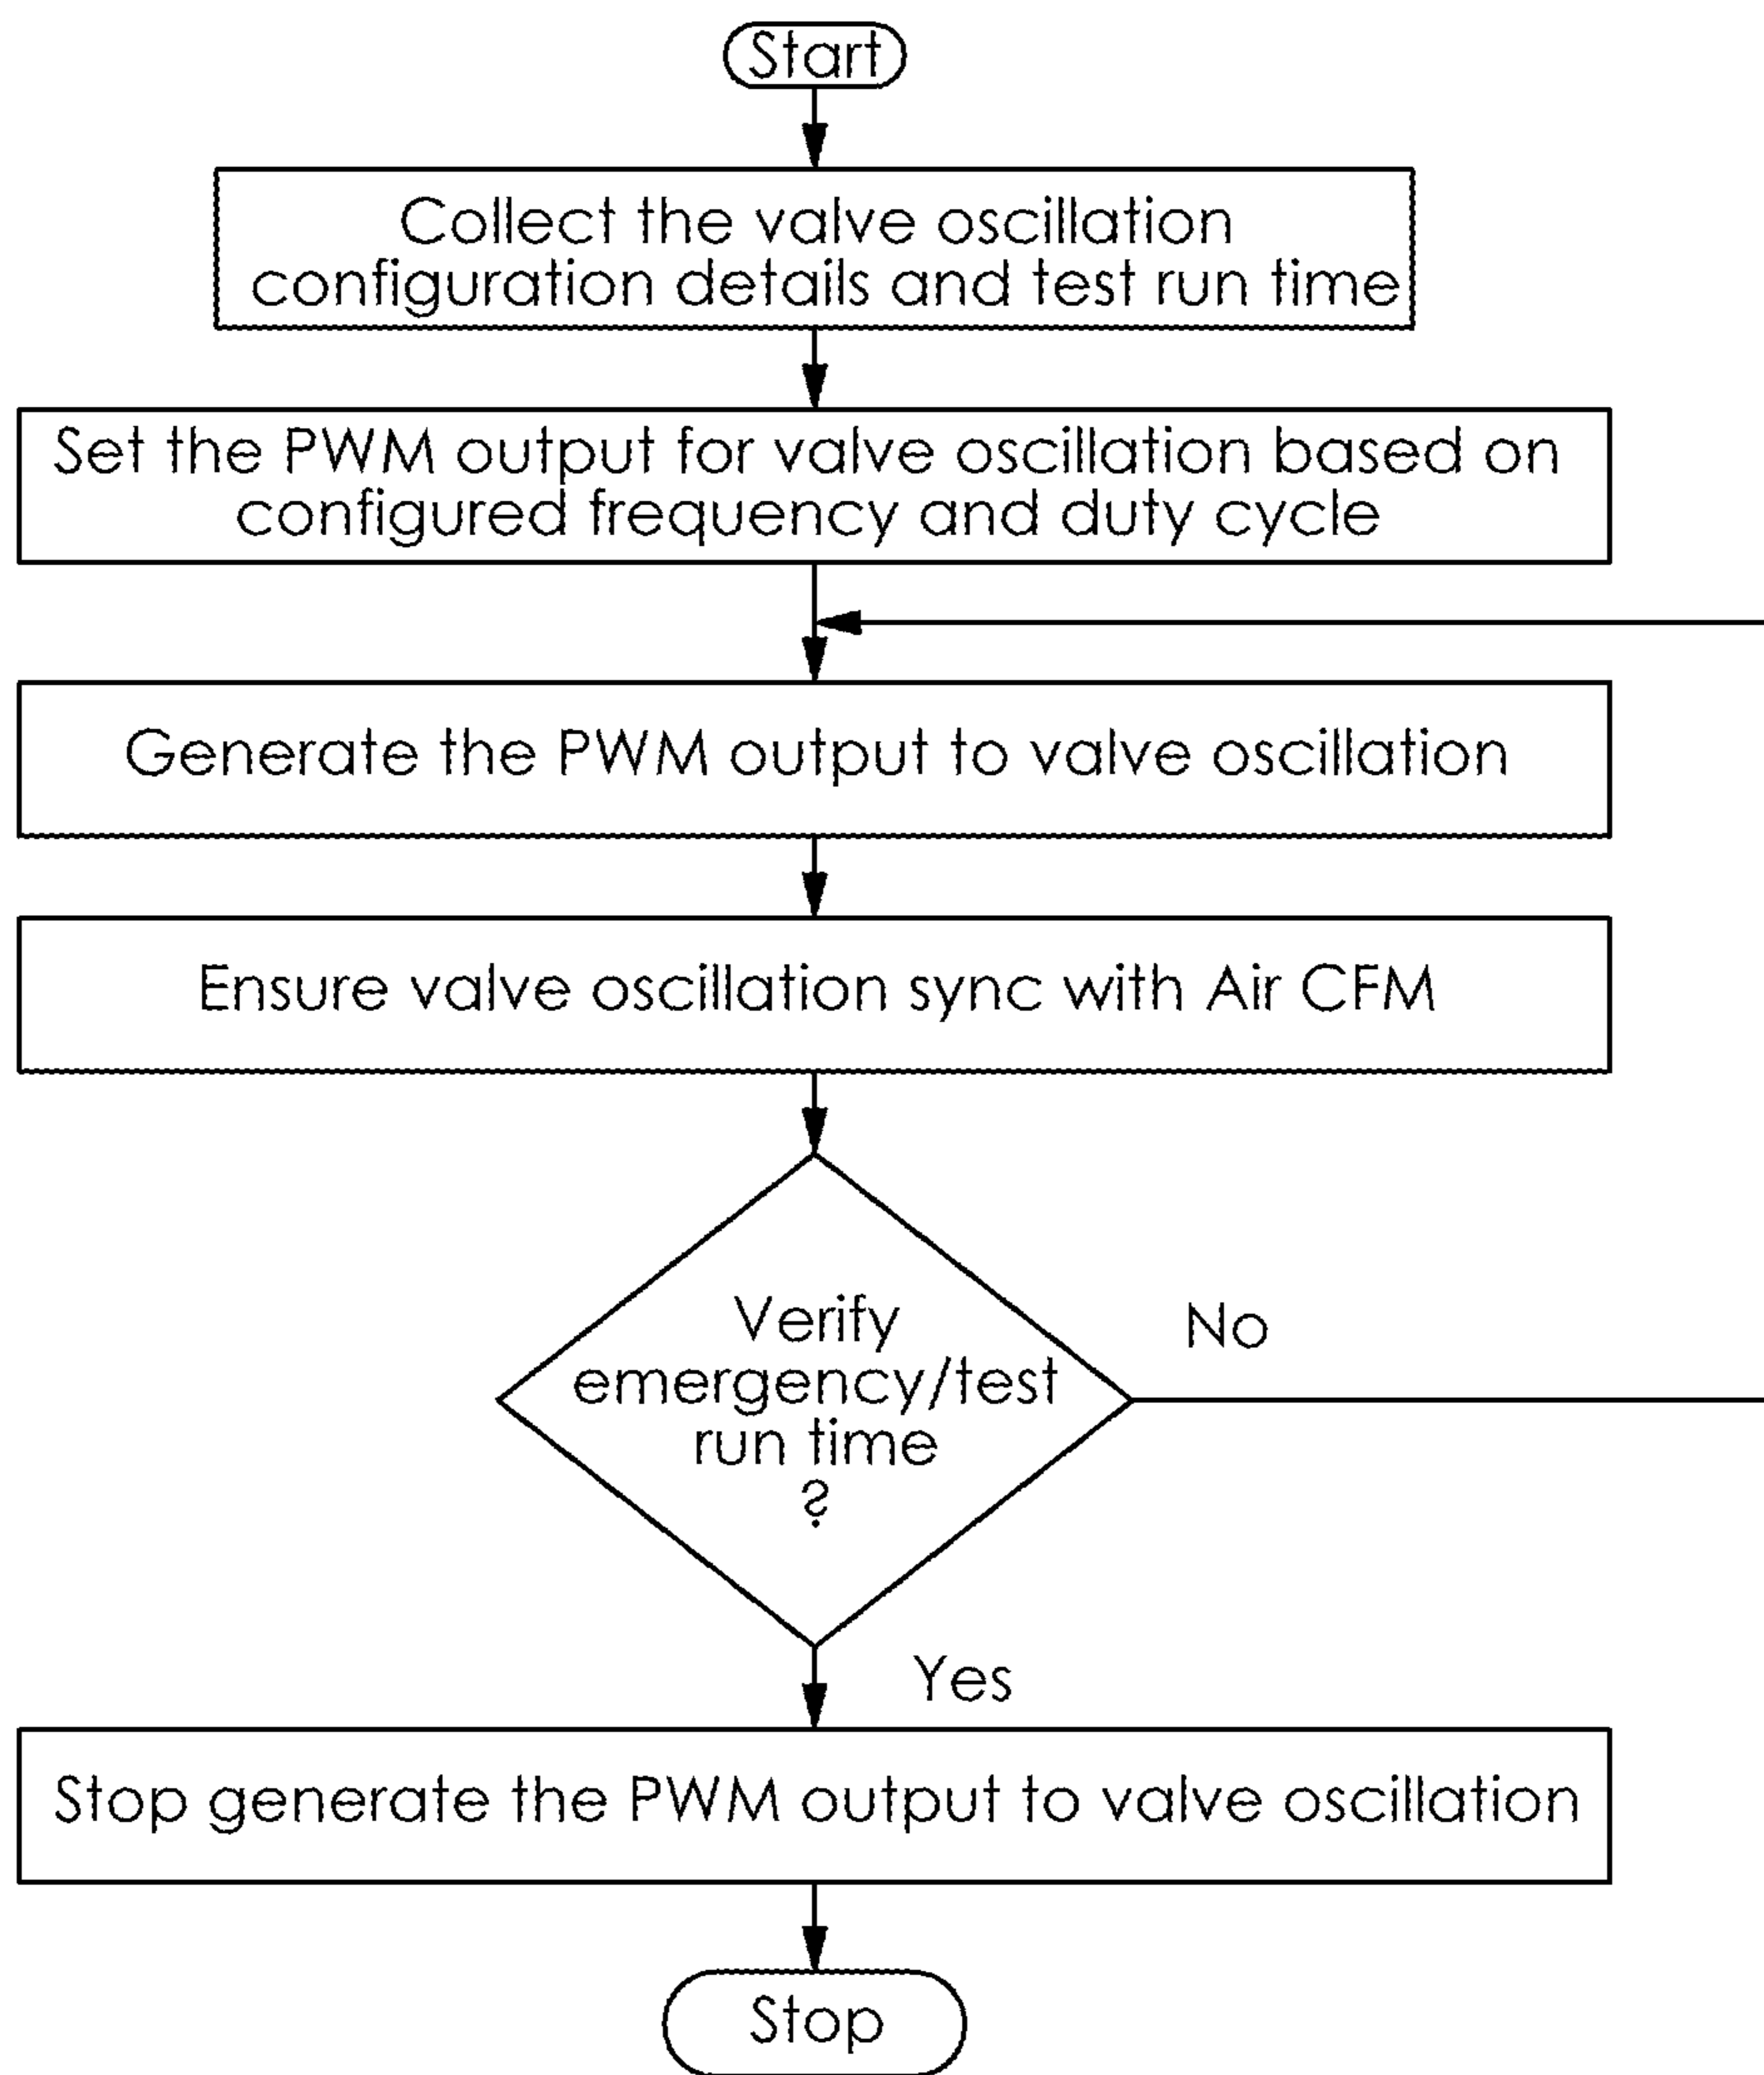 Start
Collect the valve oscillation
configuration details and test run time
Set the PWM output for valve oscillation based on
configured frequency and duty cycle
Generate the PWM output to valve oscillation
Ensure valve oscillation sync with Air CFM
Verify
emergency/test
run time
?
No
Yes
Stop generate the PWM output to valve oscillation
Stop